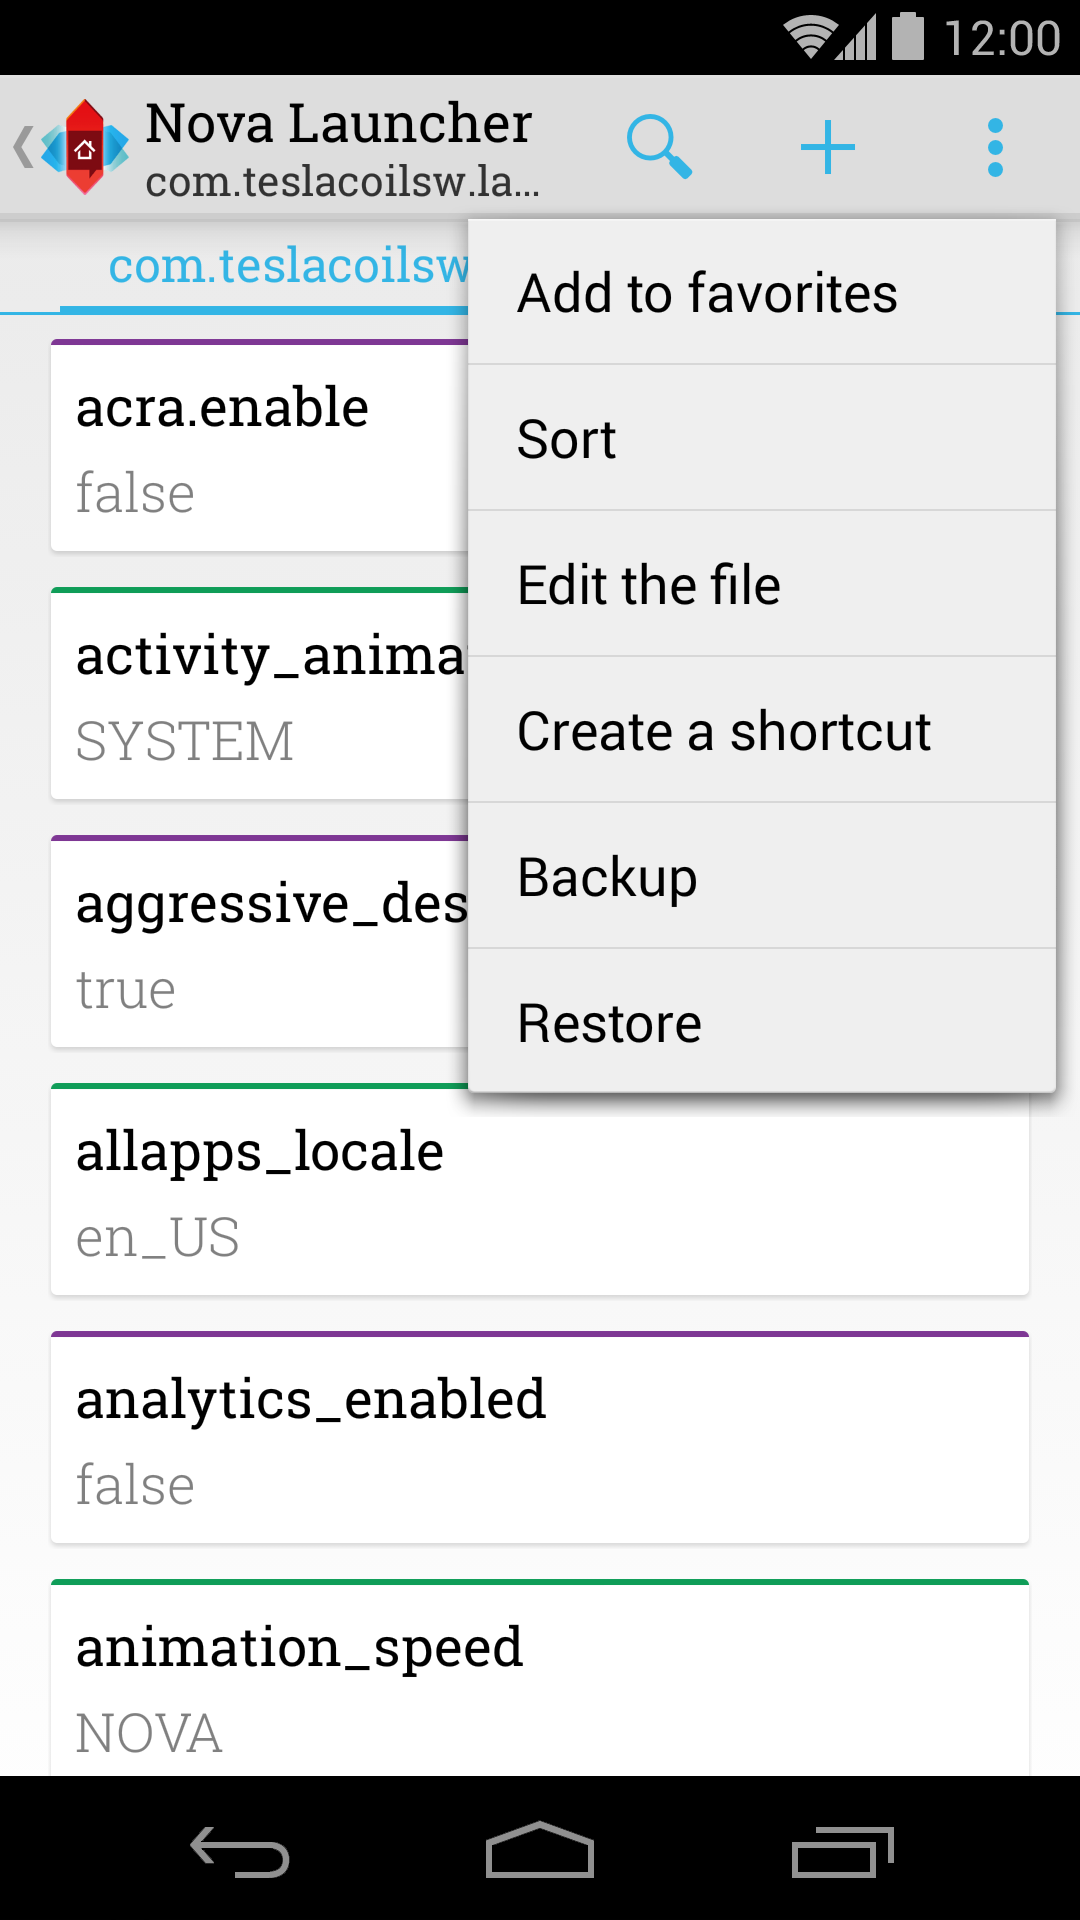 12:00
Nova Launcher
com.teslacoilsw.la...
com.teslacoilsw
Add to favorites
Sort
Edit the file
Create a shortcut
Backup
Restore
acra.enable
false
activity_anima
SYSTEM
aggressive_des
true
allapps_locale
en_US
analytics_enabled
false
animation_speed
NOVA